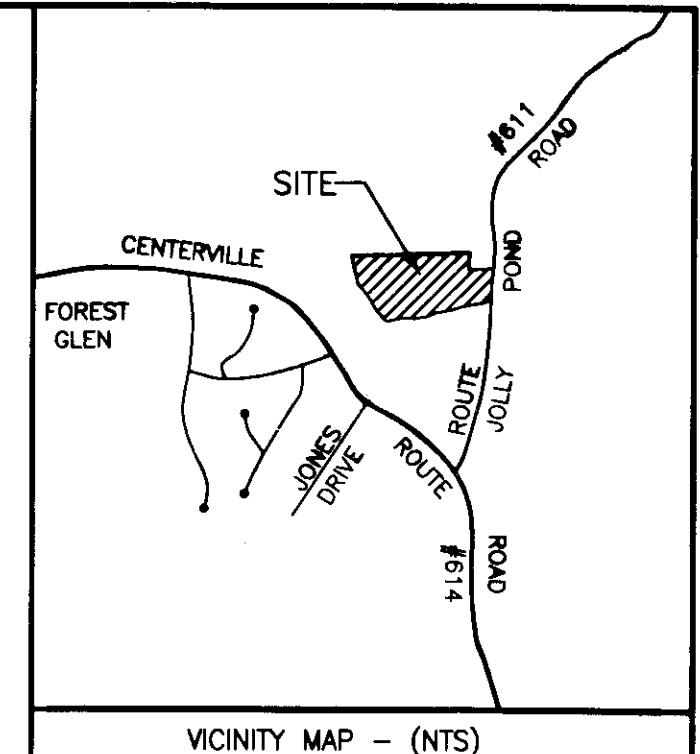 #611
ROAD
SITE
CENTERVILLE
POND
FOREST
GLEN
ROUTE
JOLLY
JONES
DRIVE
ROUTE
ROAD
#614
VICINITY MAP - (NTS)